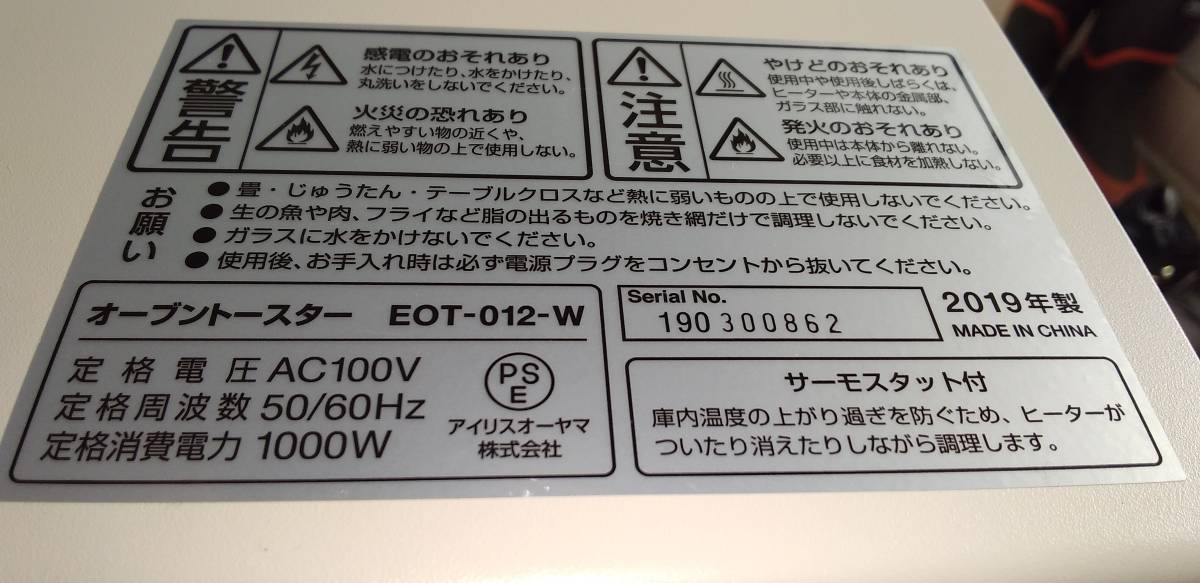 警告
感電のおそれあり
水につけたり、水をかけたり、
丸洗いをしないでください。
火災の恐れあり
燃えやすい物の近くや、
熱に弱い物の上で使用しない。
注意
やけどのおそれあり
使用中や使用後しばらくは、
ヒーターや本体の金属部、
ガラス部に触れない。
発火のおそれあり
使用中は本体から離れない。
必要以上に食材を加熱しない。
お願い
●畳・じゅうたん・テーブルクロスなど熱に弱いものの上で使用しないでください。
●生の魚や肉、フライなど脂の出るものを焼き網だけで調理しないでください。
●ガラスに水をかけないでください。
●使用後、お手入れ時は必ず電源プラグをコンセントから抜いてください。
オーブントースター EOT-012-W
定格電圧 AC100V
定格周波数 50/60Hz
定格消費電力 1000W
PS
E
アイリスオーヤマ
株式会社
Serial No.
190300862
2019年製
MADE IN CHINA
サーモスタット付
庫内温度の上がり過ぎを防ぐため、ヒーターが
ついたり消えたりしながら調理します。